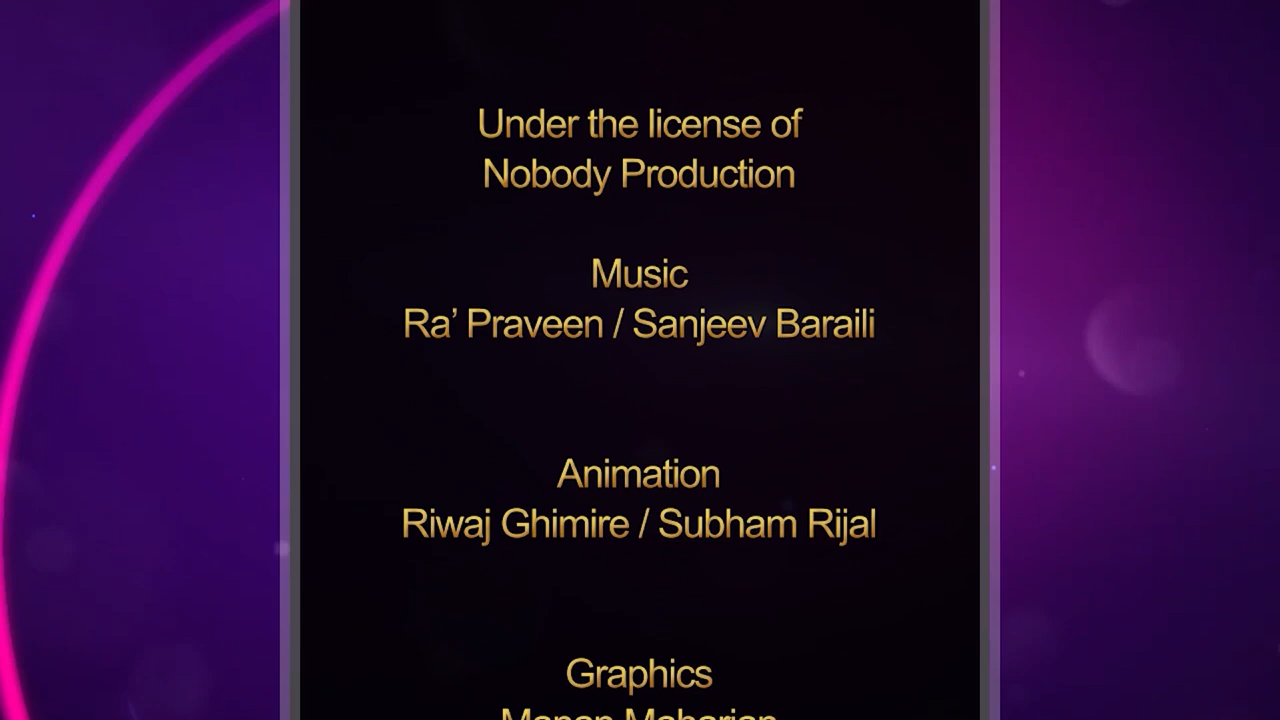 Under the license of
Nobody Production
Music
Ra’ Praveen / Sanjeev Baraili
Animation
Riwaj Ghimire / Subham Rijal
Graphics